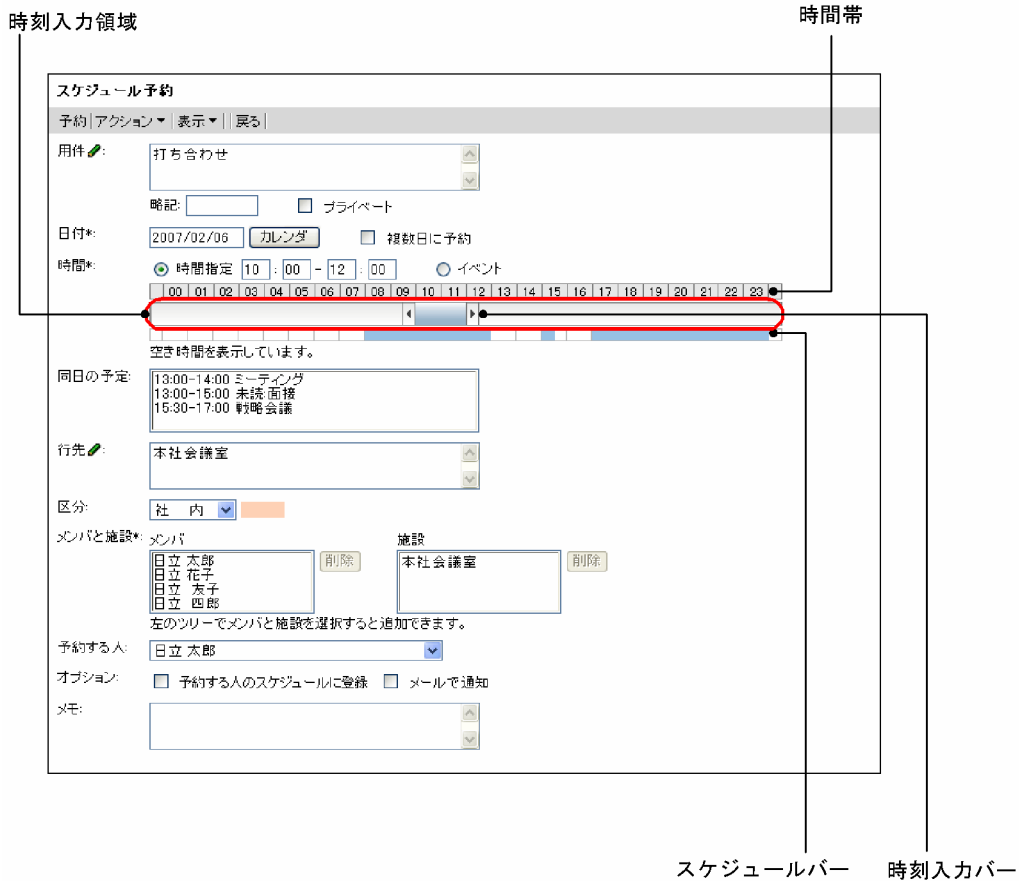 時刻入力領域
時間帯
スケジュール予約
予約 アクション▼ 表示▼ 戻る
用件 :
打ち合わせ
略記: プライベート
日付*: 2007/02/06 カレンダ 複数日に予約
時間*: 時間指定 10 : 00 - 12 : 00 イベント
00 01 02 03 04 05 06 07 08 09 10 11 12 13 14 15 16 17 18 19 20 21 22 23
空き時間を表示しています。
同日の予定:
13:00-14:00 ミーティング
13:00-15:00 未読:面接
15:30-17:00 戦略会議
行先 :
本社会議室
区分: 社 内
メンバと施設*: メンバ 施設
日立 太郎 削除 本社会議室 削除
日立 花子
日立 友子
日立 四郎
左のツリーでメンバと施設を選択すると追加できます。
予約する人: 日立 太郎
オプション: 予約する人のスケジュールに登録 メールで通知
メモ:
スケジュールバー
時刻入力バー